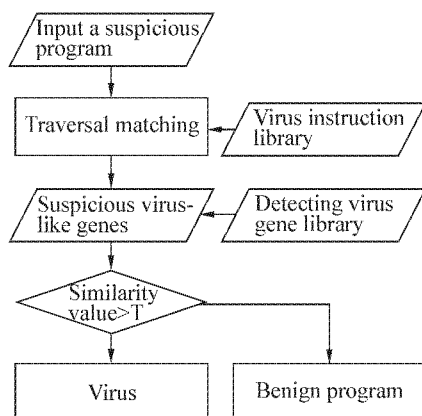 Input a suspicious
program
Traversal matching
Virus instruction
library
Suspicious virus-
like genes
Detecting virus
gene library
Similarity
value>T
Virus
Benign program